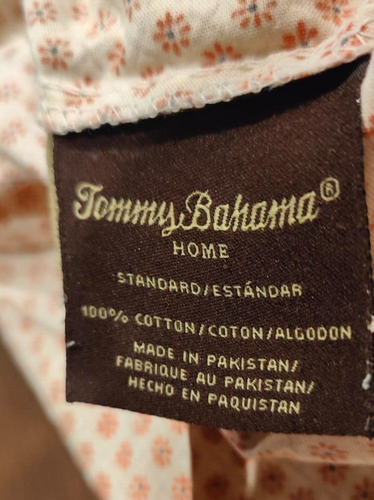 Tommy Bahama®
HOME
STANDARD/ESTÁNDAR
100% COTTON/COTON/ALGODON
MADE IN PAKISTAN/
FABRIQUE AU PAKISTAN/
HECHO EN PAQUISTAN